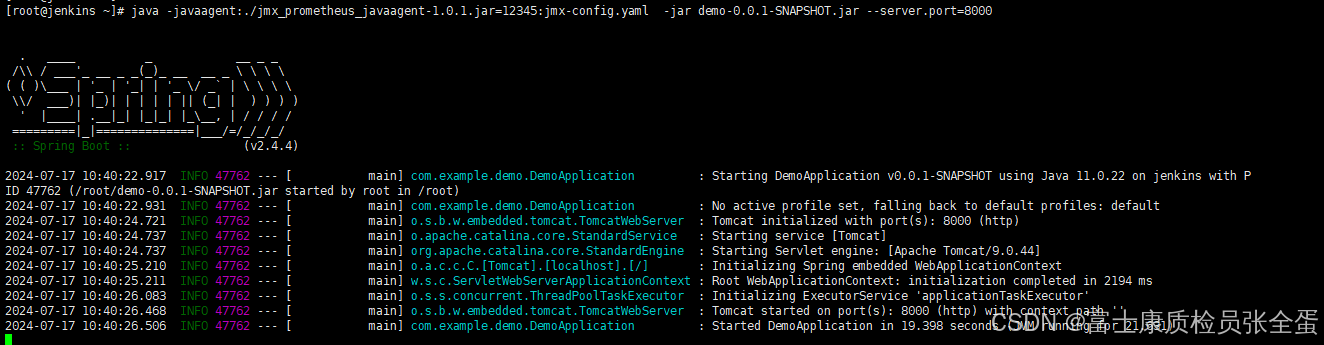 [root@jenkins ~]# java -javaagent:./jmx_prometheus_javaagent-1.0.1.jar=12345:jmx-config.yaml  -jar demo-0.0.1-SNAPSHOT.jar --server.port=8000
  .   ____          _            __ _ _
 /\\ / ___'_ __ _ _(_)_ __  __ _ \ \ \ \
( ( )\___ | '_ | '_| | '_ \/ _` | \ \ \ \
 \\/  ___)| |_)| | | | | || (_| |  ) ) ) )
  '  |____| .__|_| |_|_| |_\__, | / / / /
 =========|_|==============|___/=/_/_/_/
 :: Spring Boot ::                (v2.4.4)
2024-07-17 10:40:22.917  INFO 47762 --- [           main] com.example.demo.DemoApplication         : Starting DemoApplication v0.0.1-SNAPSHOT using Java 11.0.22 on jenkins with P
ID 47762 (/root/demo-0.0.1-SNAPSHOT.jar started by root in /root)
2024-07-17 10:40:22.931  INFO 47762 --- [           main] com.example.demo.DemoApplication         : No active profile set, falling back to default profiles: default
2024-07-17 10:40:24.721  INFO 47762 --- [           main] o.s.b.w.embedded.tomcat.TomcatWebServer  : Tomcat initialized with port(s): 8000 (http)
2024-07-17 10:40:24.737  INFO 47762 --- [           main] o.apache.catalina.core.StandardService   : Starting service [Tomcat]
2024-07-17 10:40:24.737  INFO 47762 --- [           main] org.apache.catalina.core.StandardEngine  : Starting Servlet engine: [Apache Tomcat/9.0.44]
2024-07-17 10:40:25.210  INFO 47762 --- [           main] o.a.c.c.C.[Tomcat].[localhost].[/]       : Initializing Spring embedded WebApplicationContext
2024-07-17 10:40:25.211  INFO 47762 --- [           main] w.s.c.ServletWebServerApplicationContext : Root WebApplicationContext: initialization completed in 2194 ms
2024-07-17 10:40:26.083  INFO 47762 --- [           main] o.s.s.concurrent.ThreadPoolTaskExecutor  : Initializing ExecutorService 'applicationTaskExecutor'
2024-07-17 10:40:26.468  INFO 47762 --- [           main] o.s.b.w.embedded.tomcat.TomcatWebServer  : Tomcat started on port(s): 8000 (http) with context path ''
2024-07-17 10:40:26.506  INFO 47762 --- [           main] com.example.demo.DemoApplication         : Started DemoApplication in 19.398 seconds (JVM running for
CSDN @富士康质检员张全蛋